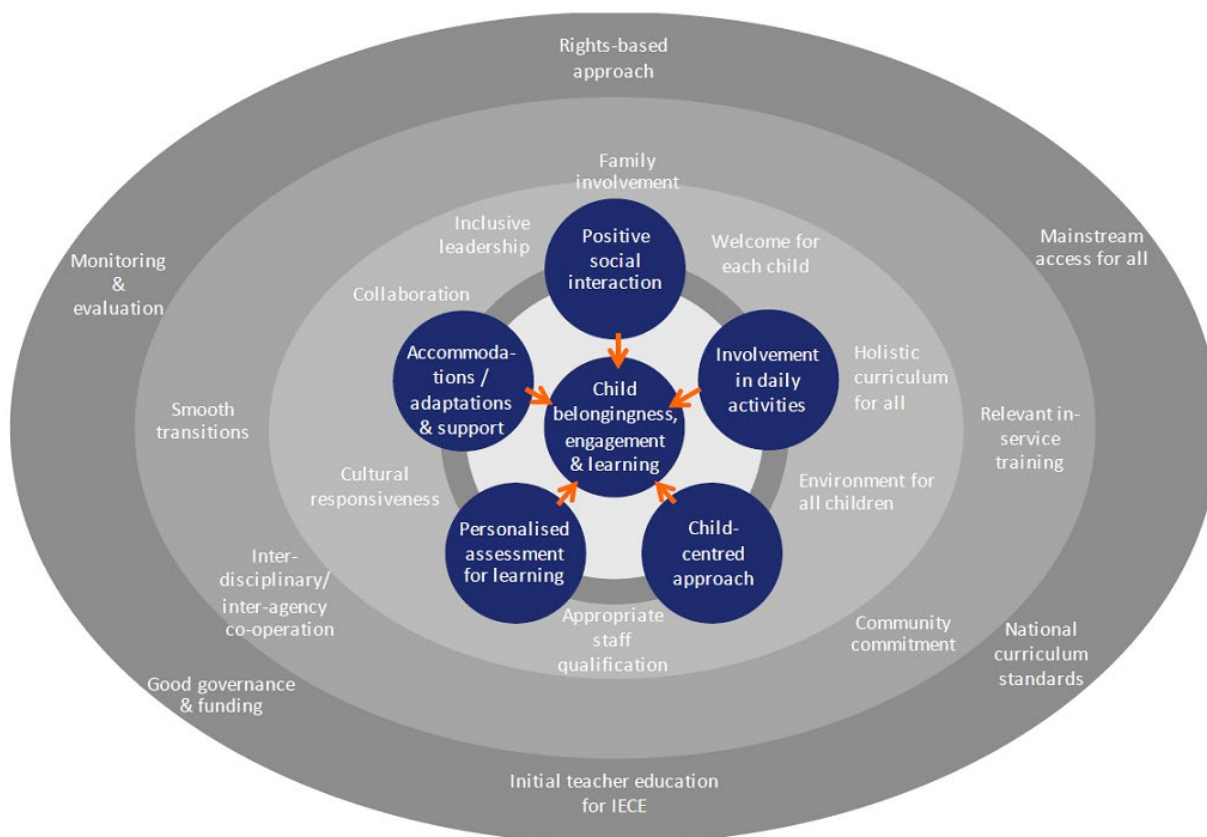 Rights-based
approach
Family
involvement
Inclusive
leadership
Positive
social
interaction
Welcome for
each child
Mainstream
access for all
Monitoring
&
evaluation
Collaboration
Accommoda-
tions /
adaptations
& support
Child
belongingness,
engagement
& learning
Involvement
in daily
activities
Holistic
curriculum
for all
Smooth
transitions
Relevant in-
service
training
Cultural
responsiveness
Environment for
all children
Personalised
assessment
for learning
Child-
centred
approach
Inter-
disciplinary/
inter-agency
co-operation
Appropriate
staff
qualification
Community
commitment
National
curriculum
standards
Good governance
& funding
Initial teacher education
for IECE